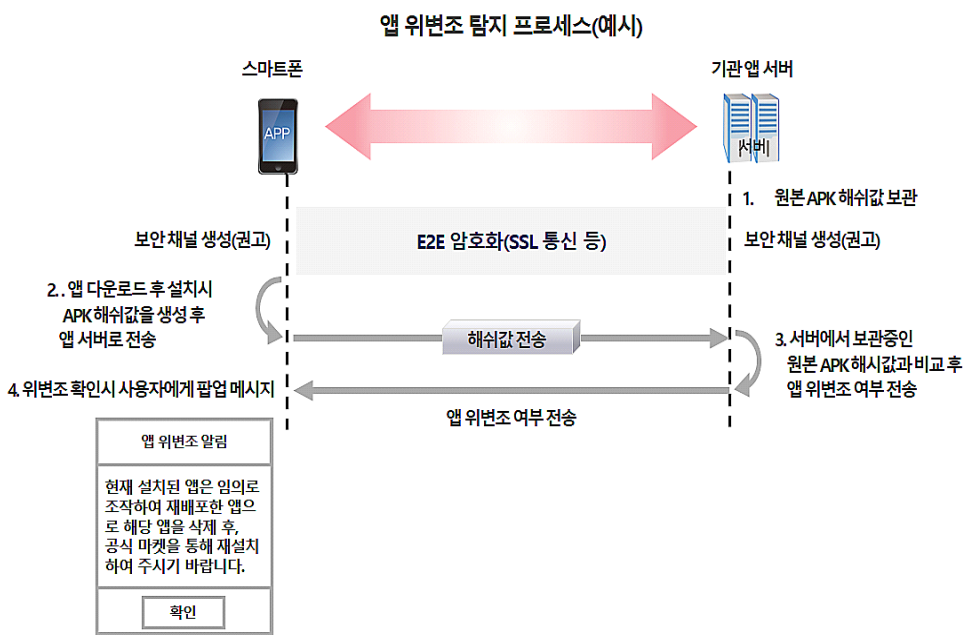 앱 위변조 탐지 프로세스(예시)
스마트폰
기관 앱 서버
APP
서버
1. 원본 APK 해쉬값 보관
보안 채널 생성(권고)
E2E 암호화(SSL 통신 등)
보안 채널 생성(권고)
2. . 앱 다운로드 후 설치시
APK 해쉬값을 생성 후
앱 서버로 전송
해쉬값 전송
3. 서버에서 보관중인
원본 APK 해시값과 비교 후
앱 위변조 여부 전송
4. 위변조 확인시 사용자에게 팝업 메시지
앱 위변조 여부 전송
앱 위변조 알림
현재 설치된 앱은 임의로
조작하여 재배포한 앱으
로 해당 앱을 삭제 후,
공식 마켓을 통해 재설치
하여 주시기 바랍니다.
확인